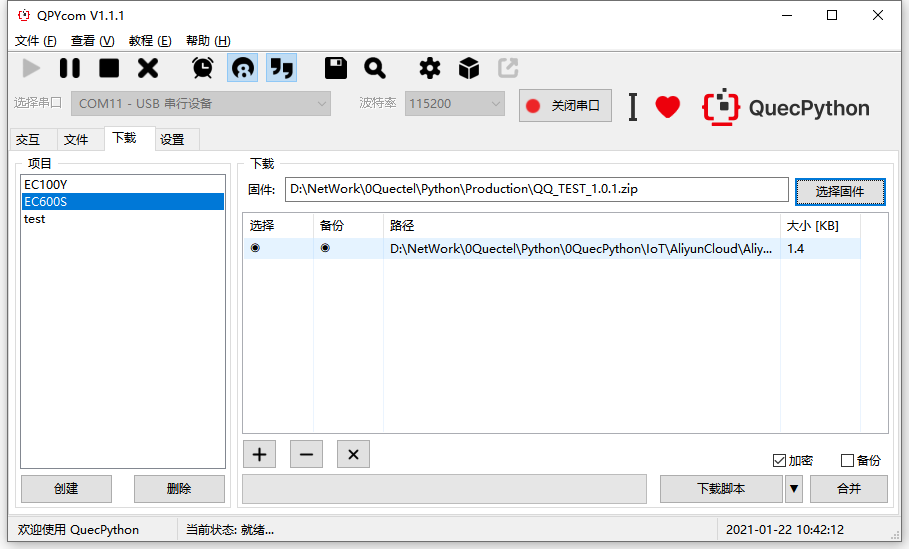 QPYcom V1.1.1
文件 (F) 查看 (V) 教程 (E) 帮助 (H)
选择串口 COM11 - USB 串行设备 波特率 115200 关闭串口 QuecPython
交互 文件 下载 设置
项目
EC100Y
EC600S
test
创建 删除
下载
固件: D:\NetWork\0Quectel\Python\Production\QQ_TEST_1.0.1.zip 选择固件
选择 备份 路径 大小 [KB]
D:\NetWork\0Quectel\Python\0QuecPython\IoT\AliyunCloud\Aliy... 1.4
加密 备份
下载脚本 合并
欢迎使用 QuecPython 当前状态: 就绪... 2021-01-22 10:42:12